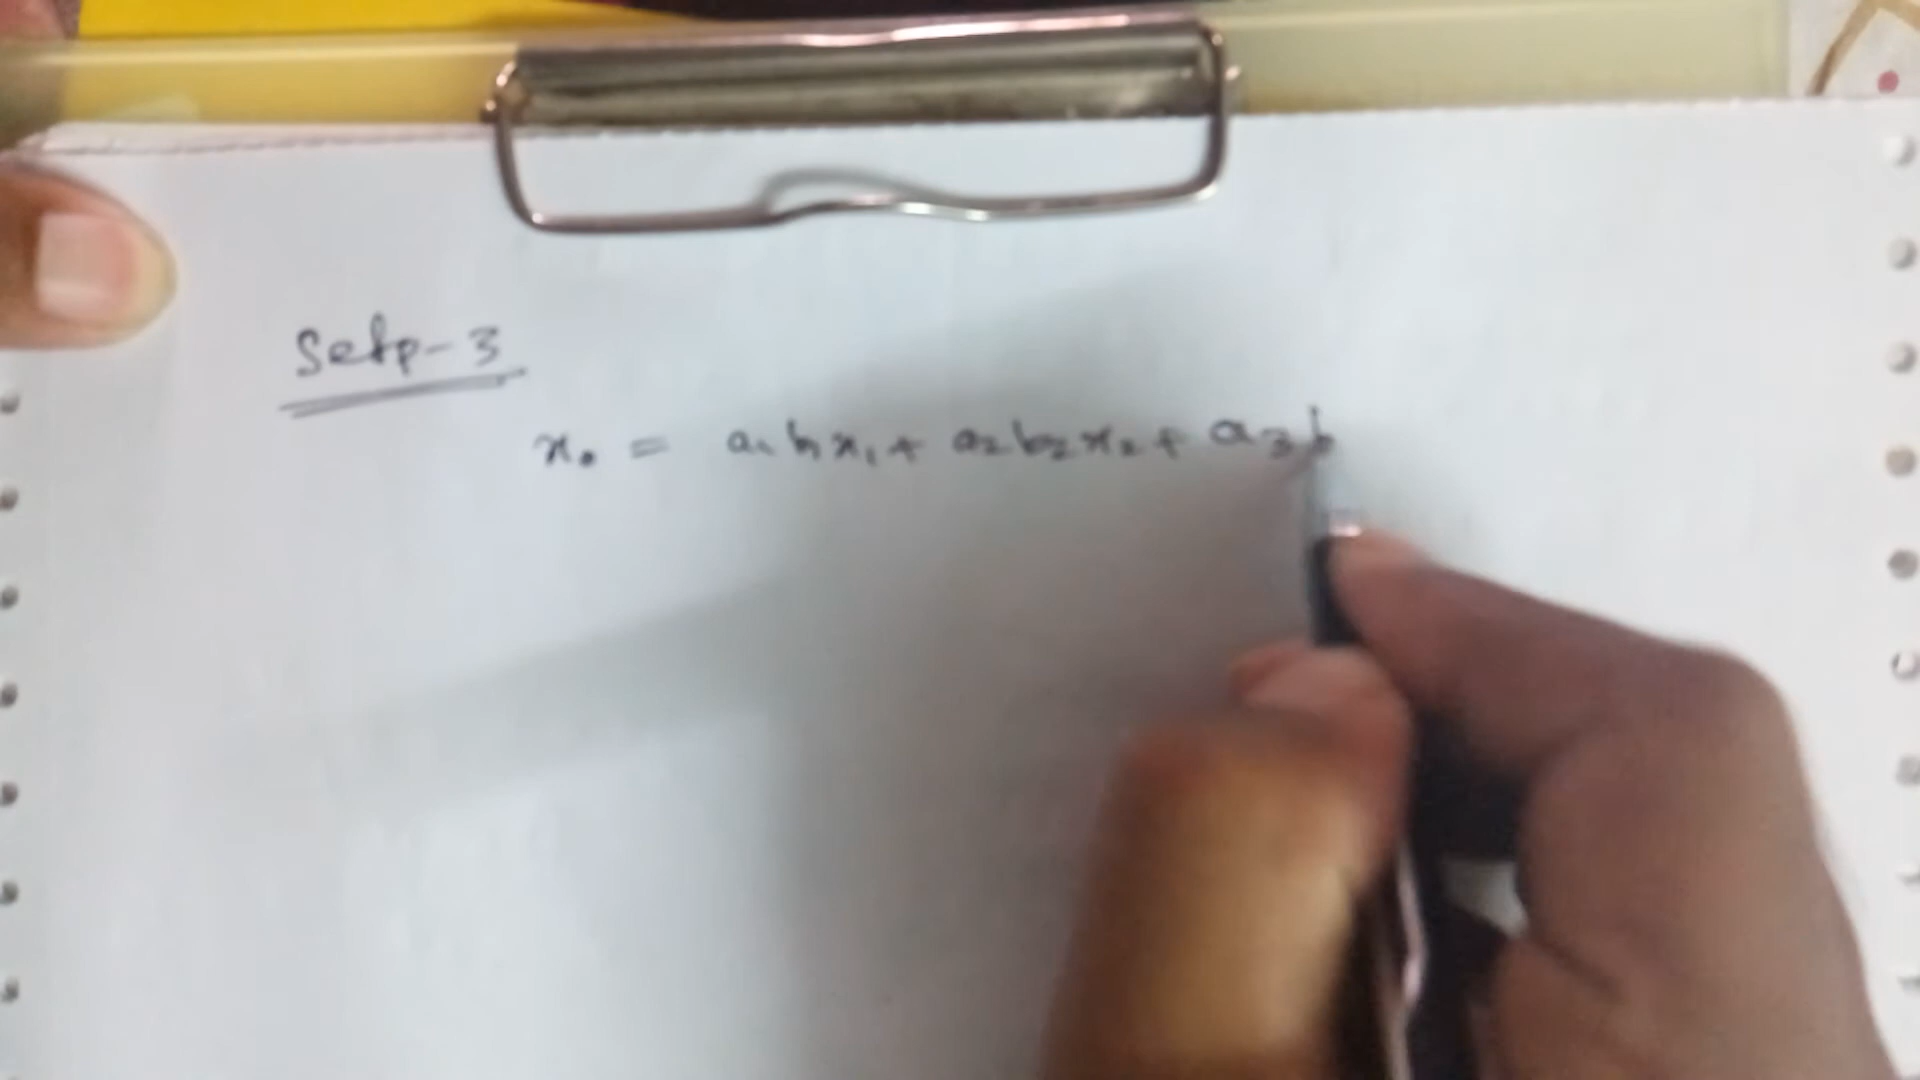 Setp-3
x₀ = a₁b₁x₁ + a₂b₂x₂ + a₃b